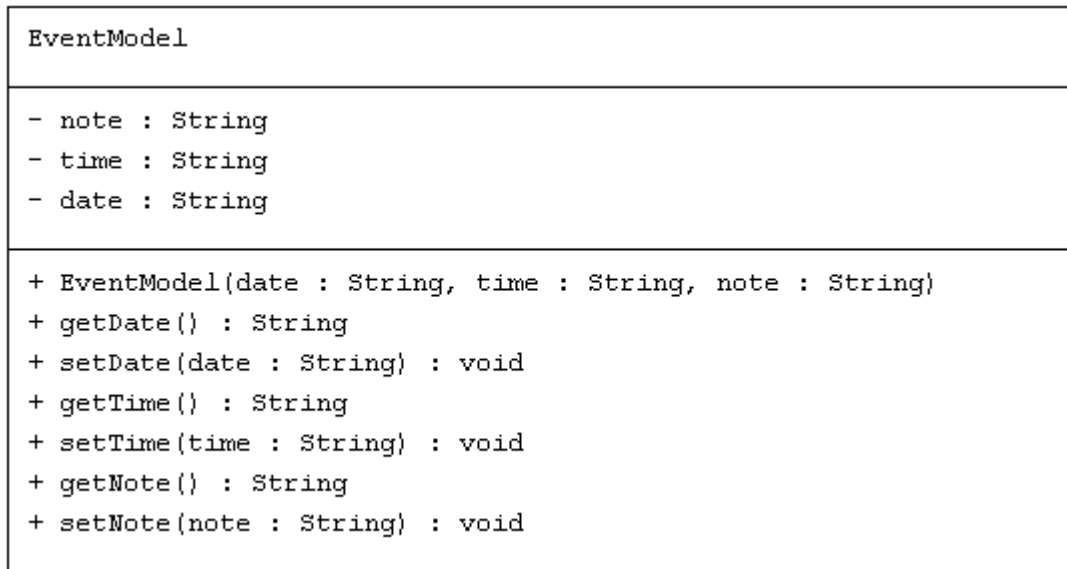 EventModel
- note : String
- time : String
- date : String
+ EventModel(date : String, time : String, note : String)
+ getDate() : String
+ setDate(date : String) : void
+ getTime() : String
+ setTime(time : String) : void
+ getNote() : String
+ setNote(note : String) : void